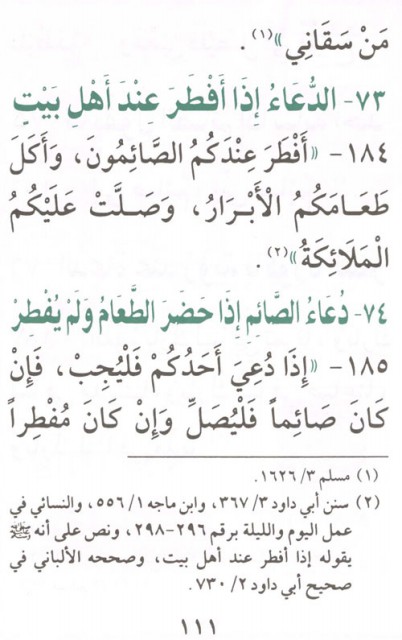 مَنْ سَقَانِي»(١).
٧٣- الدُّعَاءُ إِذَا أَفْطَرَ عِنْدَ أَهْلِ بَيْتٍ
١٨٤- «أَفْطَرَ عِنْدَكُمُ الصَّائِمُونَ، وَأَكَلَ
طَعَامَكُمُ الْأَبْرَارُ، وَصَلَّتْ عَلَيْكُمُ
الْمَلَائِكَةُ»(٢).
٧٤- دُعَاءُ الصَّائِمِ إِذَا حَضَرَ الطَّعَامُ وَلَمْ يُفْطِرْ
١٨٥- «إِذَا دُعِيَ أَحَدُكُمْ فَلْيُجِبْ، فَإِنْ
كَانَ صَائِماً فَلْيُصَلِّ وَإِنْ كَانَ مُفْطِراً
(١) مسلم ٣/ ١٦٢٦.
(٢) سنن أبي داود ٣/ ٣٦٧، وابن ماجه ١/ ٥٥٦، والنسائي في
عمل اليوم والليلة برقم ٢٩٦-٢٩٨، ونص على أنه ﷺ
يقوله إذا أفطر عند أهل بيت، وصححه الألباني في
صحيح أبي داود ٢/ ٧٣٠.
١١١